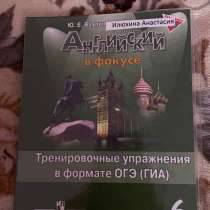 Ю. Е. Ваулина
Илюхина Анастасия
Английский
в фокусе
Тренировочные упражнения
в формате ОГЭ (ГИА)
6